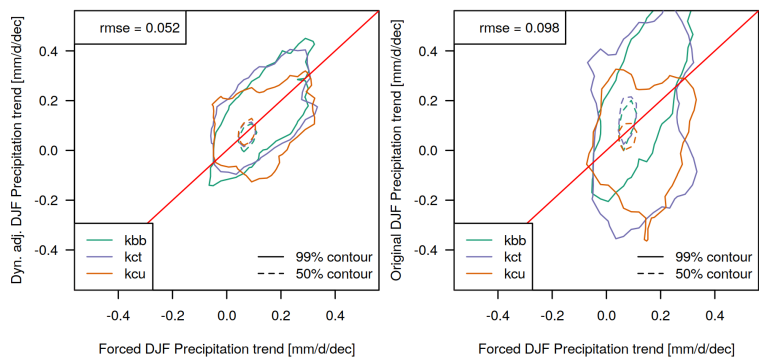 rmse = 0.052
Dyn. adj. DJF Precipitation trend [mm/d/dec]
0.4
0.2
0.0
-0.2
-0.4
kbb
kct
kcu
99% contour
50% contour
-0.4 -0.2 0.0 0.2 0.4
Forced DJF Precipitation trend [mm/d/dec]
rmse = 0.098
Original DJF Precipitation trend [mm/d/dec]
0.4
0.2
0.0
-0.2
-0.4
kbb
kct
kcu
99% contour
50% contour
-0.4 -0.2 0.0 0.2 0.4
Forced DJF Precipitation trend [mm/d/dec]